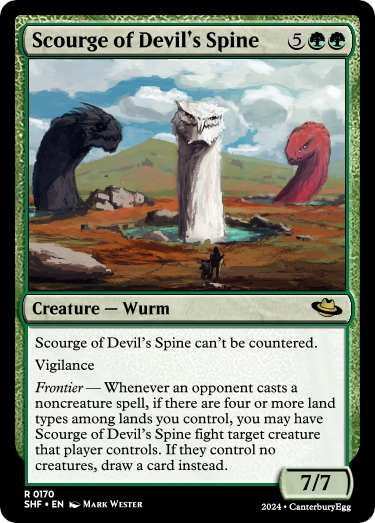 Scourge of Devil's Spine 5
Creature — Wurm
Scourge of Devil's Spine can't be countered.
Vigilance
Frontier — Whenever an opponent casts a
noncreature spell, if there are four or more land
types among lands you control, you may have
Scourge of Devil's Spine fight target creature
that player controls. If they control no
creatures, draw a card instead.
7/7
R 0170
SHF • EN Mark Wester
2024 • CanterburyEgg